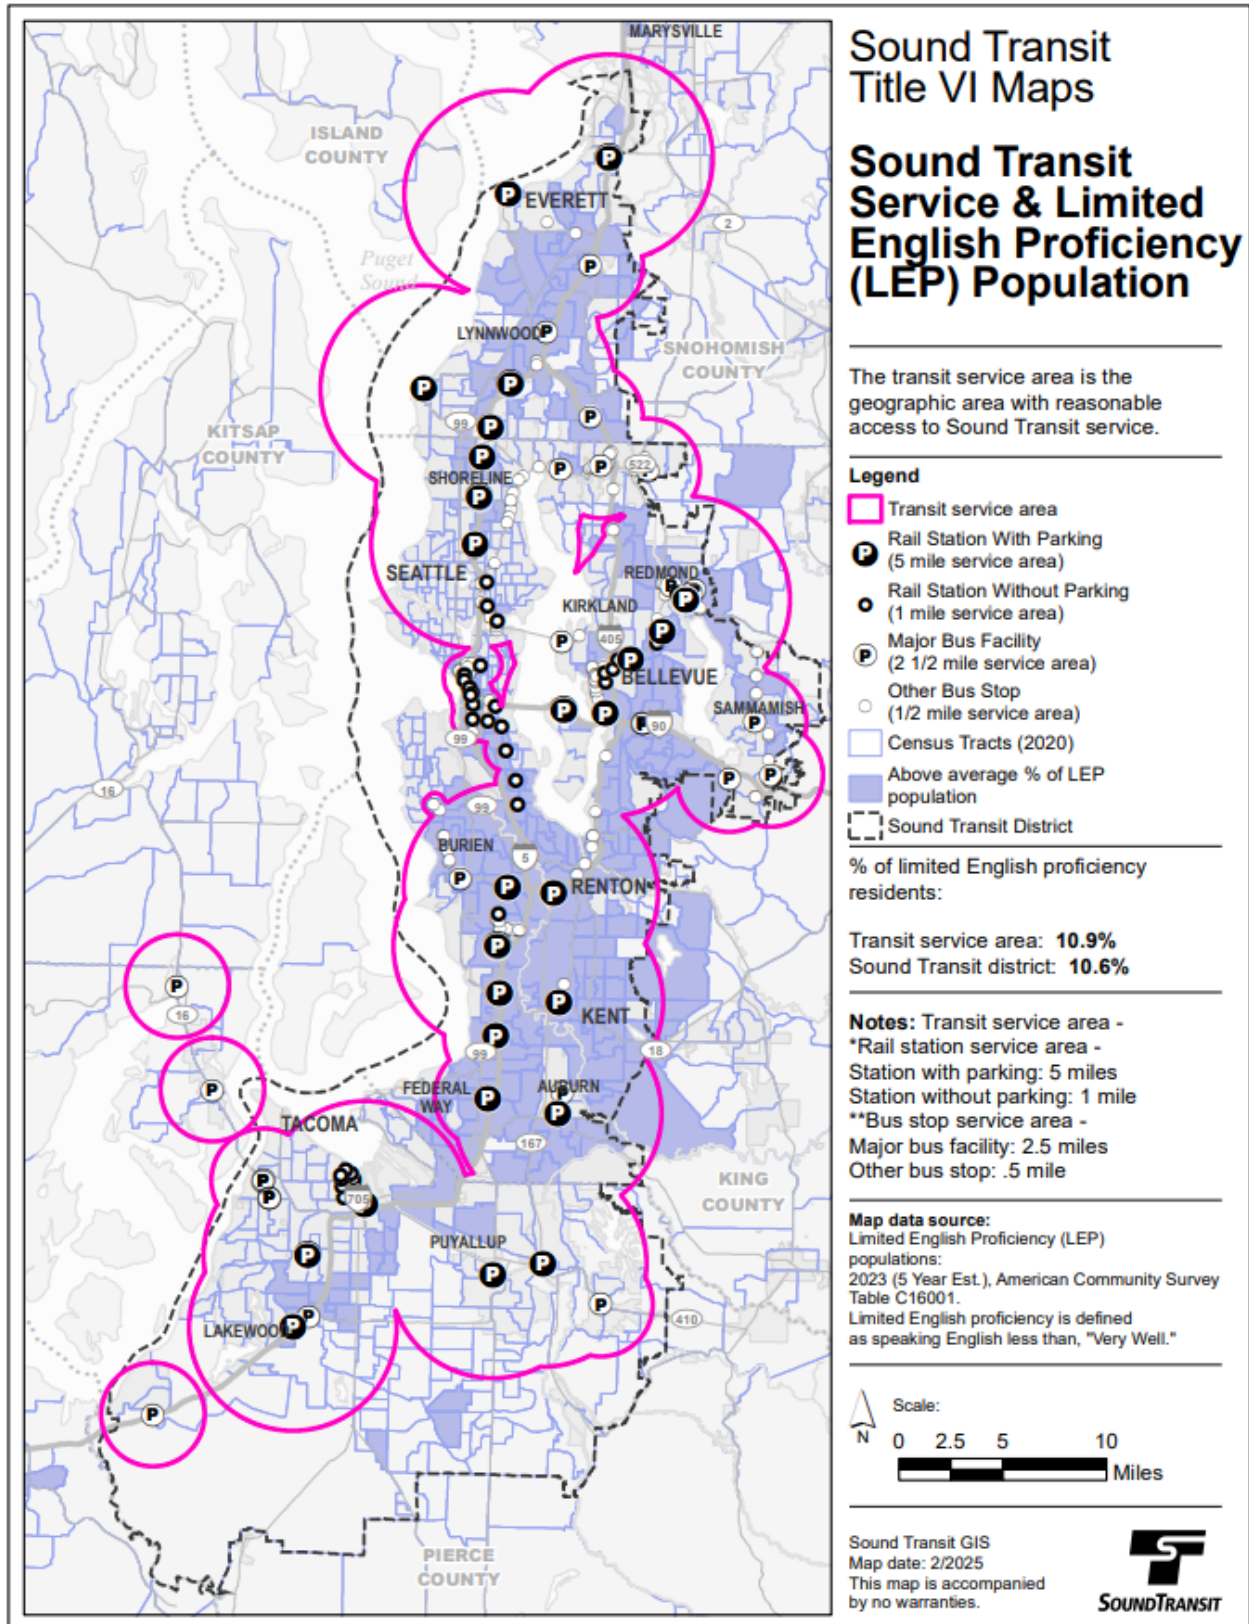 MARYSVILLE
ISLAND
COUNTY
EVERETT
2
Puget
Sound
LYNNWOOD
SNOHOMISH
COUNTY
KITSAP
COUNTY
99
522
SHORELINE
SEATTLE
REDMOND
KIRKLAND
405
BELLEVUE
SAMMAMISH
90
99
16
99
BURIEN
5
RENTON
16
KENT
99
18
FEDERAL
WAY
AUBURN
TACOMA
167
KING
COUNTY
705
PUYALLUP
410
LAKEWOOD
PIERCE
COUNTY
Sound Transit
Title VI Maps
Sound Transit
Service & Limited
English Proficiency
(LEP) Population
The transit service area is the
geographic area with reasonable
access to Sound Transit service.
Legend
Transit service area
P Rail Station With Parking
(5 mile service area)
Rail Station Without Parking
(1 mile service area)
P Major Bus Facility
(2 1/2 mile service area)
Other Bus Stop
(1/2 mile service area)
Census Tracts (2020)
Above average % of LEP
population
Sound Transit District
% of limited English proficiency
residents:
Transit service area: 10.9%
Sound Transit district: 10.6%
Notes: Transit service area -
*Rail station service area -
Station with parking: 5 miles
Station without parking: 1 mile
**Bus stop service area -
Major bus facility: 2.5 miles
Other bus stop: .5 mile
Map data source:
Limited English Proficiency (LEP)
populations:
2023 (5 Year Est.), American Community Survey
Table C16001.
Limited English proficiency is defined
as speaking English less than, "Very Well."
N
Scale:
0 2.5 5 10
Miles
Sound Transit GIS
Map date: 2/2025
This map is accompanied
by no warranties.
SOUNDTRANSIT